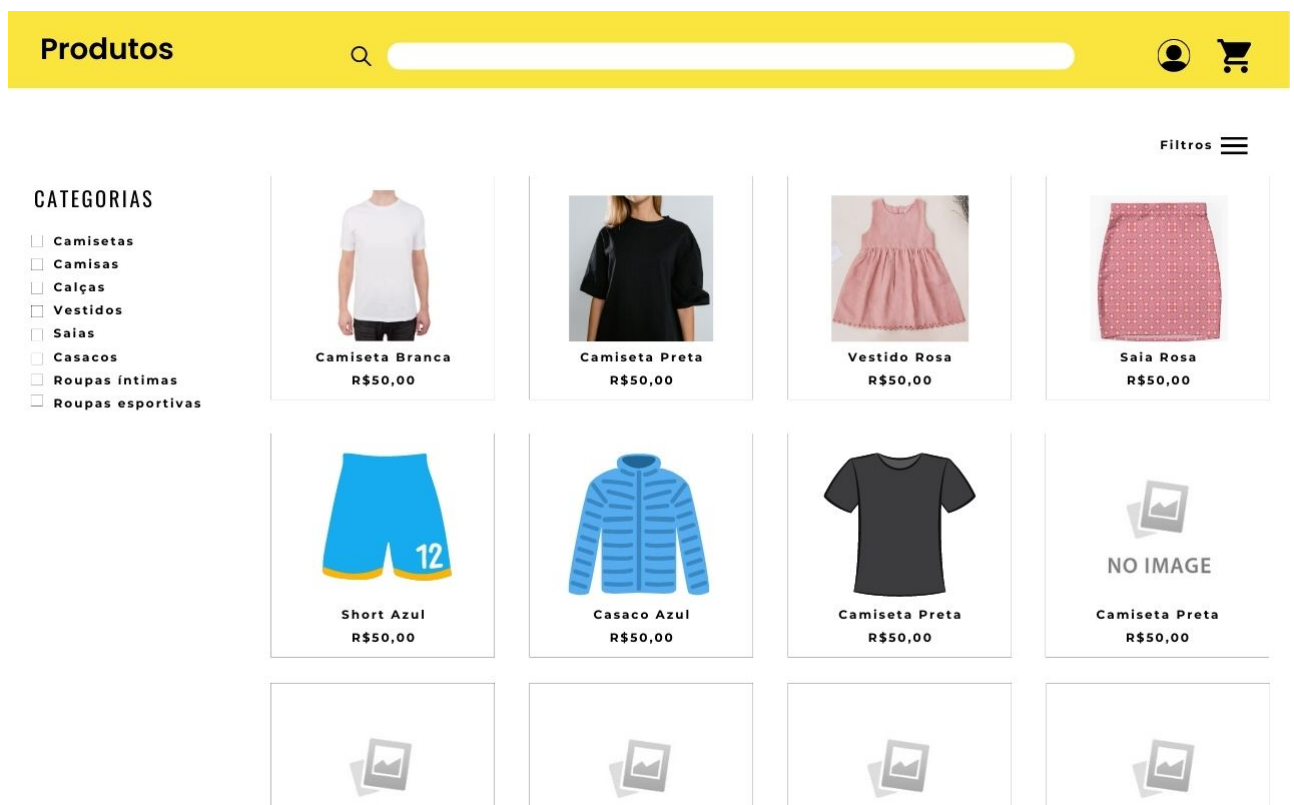 Produtos
Filtros
CATEGORIAS
Camisetas
Camisas
Calças
Vestidos
Saias
Casacos
Roupas íntimas
Roupas esportivas
Camiseta Branca
R$50,00
Camiseta Preta
R$50,00
Vestido Rosa
R$50,00
Saia Rosa
R$50,00
12
Short Azul
R$50,00
Casaco Azul
R$50,00
Camiseta Preta
R$50,00
NO IMAGE
Camiseta Preta
R$50,00